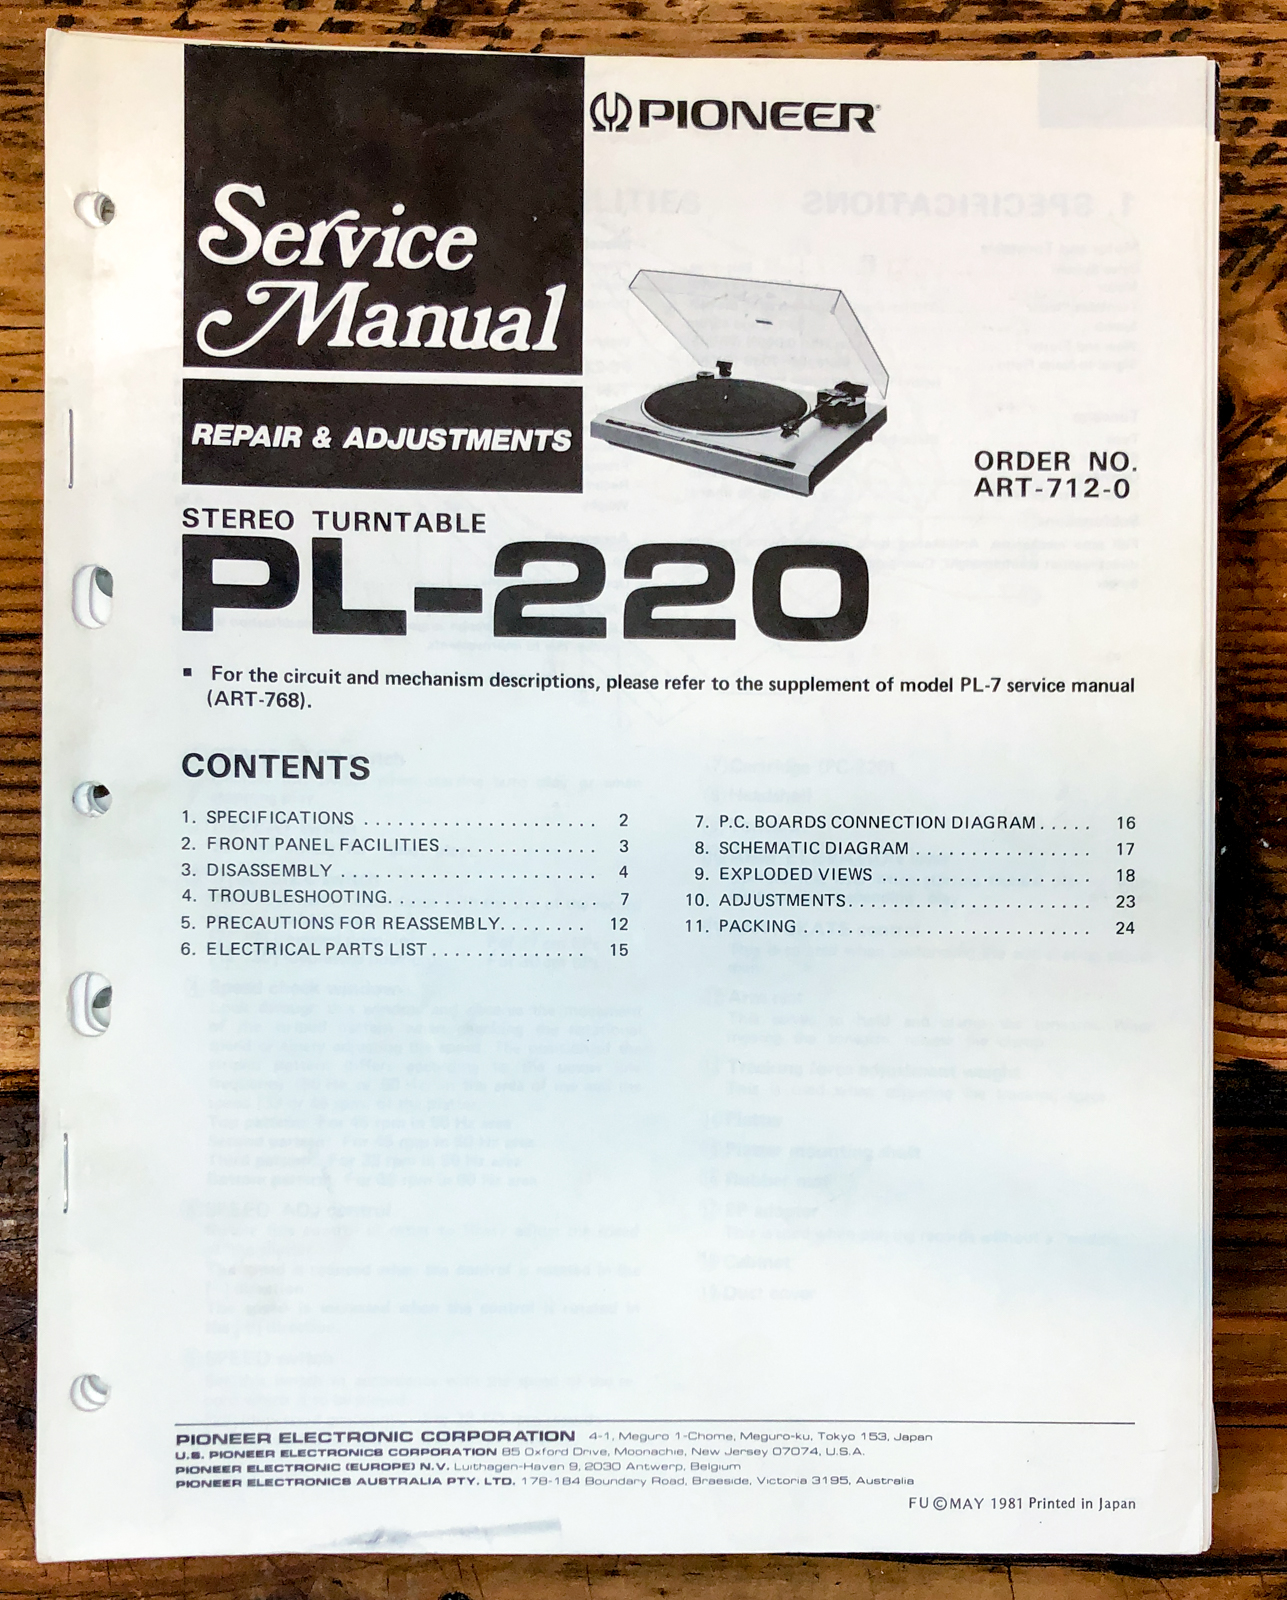 PIONEER
Service
Manual
REPAIR & ADJUSTMENTS
ORDER NO.
ART-712-0
STEREO TURNTABLE
PL-220
▪ For the circuit and mechanism descriptions, please refer to the supplement of model PL-7 service manual
(ART-768).
CONTENTS
1. SPECIFICATIONS . . . . . . . . . . . . . . . . . . . . . 2
2. FRONT PANEL FACILITIES . . . . . . . . . . . . . . 3
3. DISASSEMBLY . . . . . . . . . . . . . . . . . . . . . . . 4
4. TROUBLESHOOTING. . . . . . . . . . . . . . . . . . . 7
5. PRECAUTIONS FOR REASSEMBLY. . . . . . . . 12
6. ELECTRICAL PARTS LIST . . . . . . . . . . . . . . 15
7. P.C. BOARDS CONNECTION DIAGRAM . . . . . 16
8. SCHEMATIC DIAGRAM . . . . . . . . . . . . . . . . 17
9. EXPLODED VIEWS . . . . . . . . . . . . . . . . . . . 18
10. ADJUSTMENTS. . . . . . . . . . . . . . . . . . . . . . 23
11. PACKING . . . . . . . . . . . . . . . . . . . . . . . . . . 24
PIONEER ELECTRONIC CORPORATION 4-1, Meguro 1-Chome, Meguro-ku, Tokyo 153, Japan
U.S. PIONEER ELECTRONICS CORPORATION 85 Oxford Drive, Moonachie, New Jersey 07074, U.S.A.
PIONEER ELECTRONIC (EUROPE) N.V. Luithagen-Haven 9, 2030 Antwerp, Belgium
PIONEER ELECTRONICS AUSTRALIA PTY. LTD. 178-184 Boundary Road, Braeside, Victoria 3195, Australia
FU ©MAY 1981 Printed in Japan